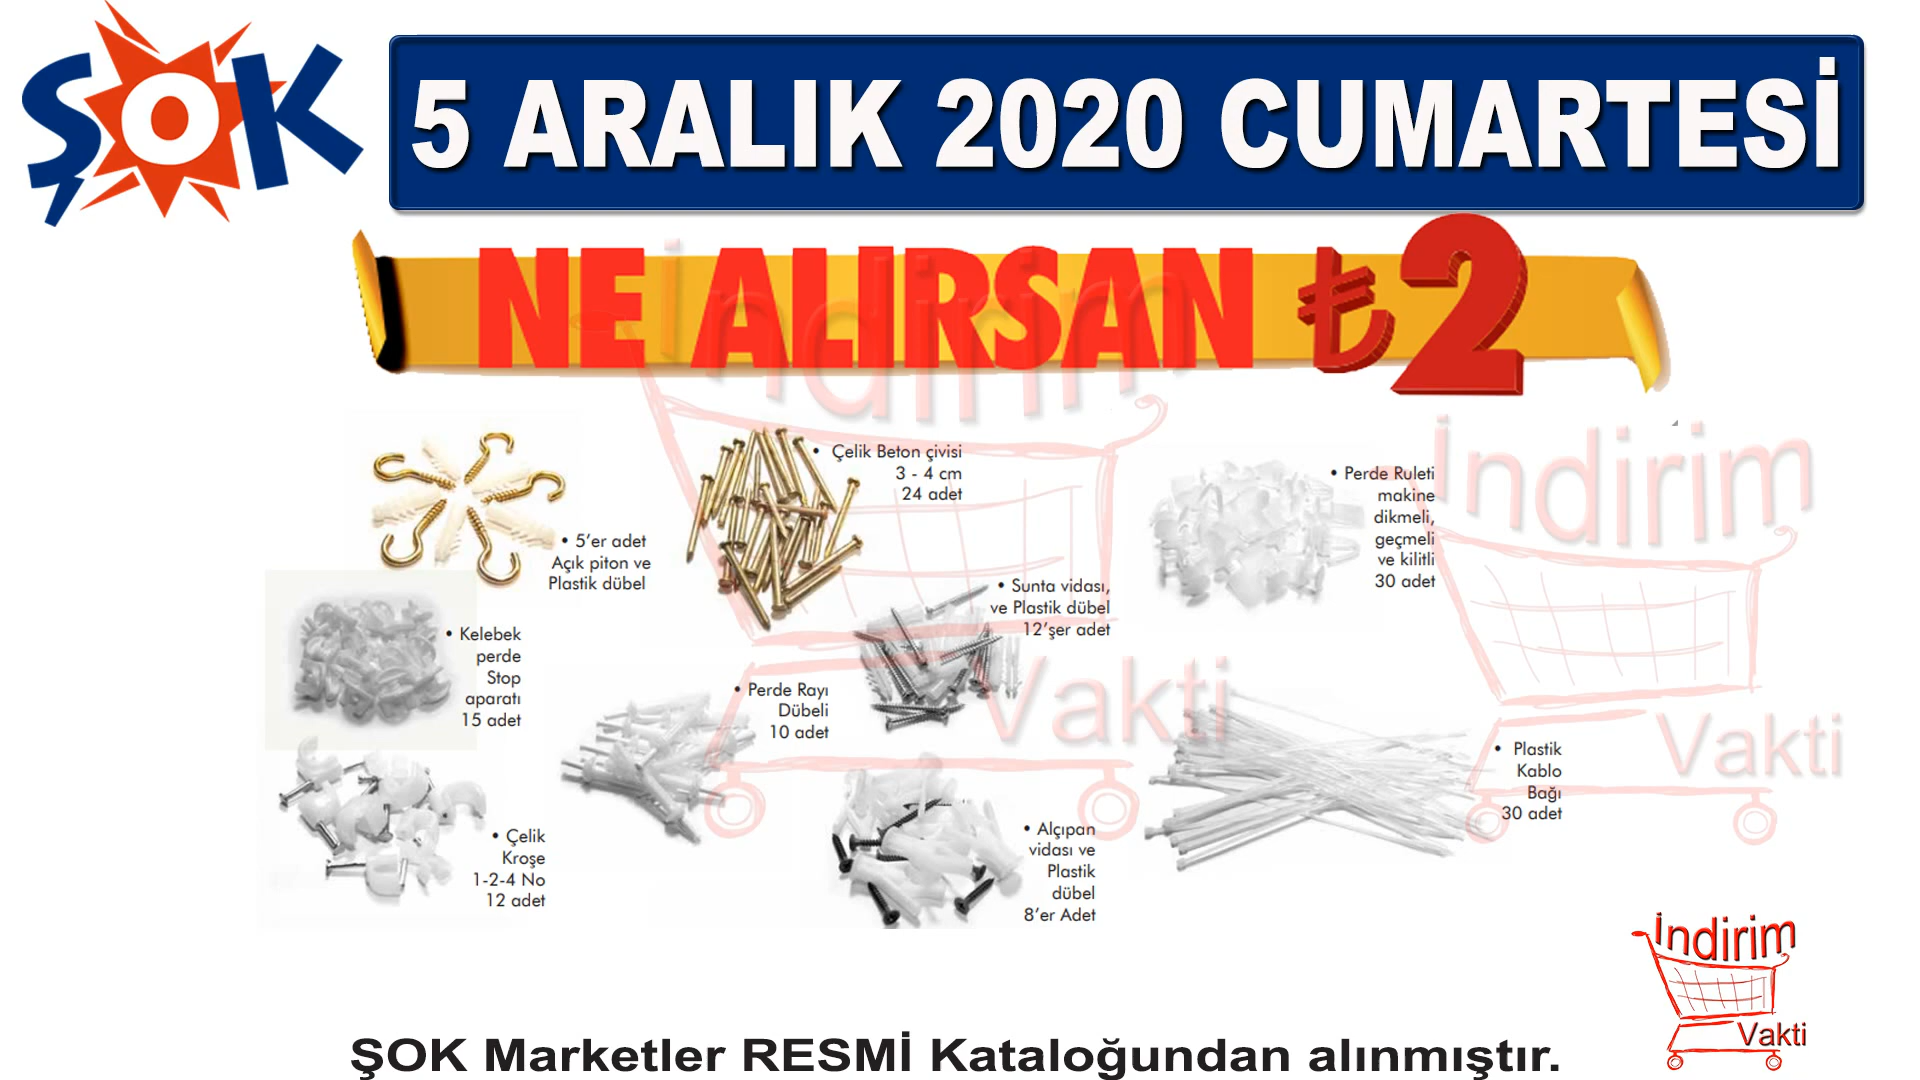 ŞOK
5 ARALIK 2020 CUMARTESİ
NE ALIRSAN ₺2
• 5’er adet
Açık piton ve
Plastik dübel
• Çelik Beton çivisi
3 - 4 cm
24 adet
• Perde Ruleti
makine
dikmeli,
geçmeli
ve kilitli
30 adet
• Kelebek
perde
Stop
aparatı
15 adet
• Sunta vidası,
ve Plastik dübel
12’şer adet
• Perde Rayı
Dübeli
10 adet
• Plastik
Kablo
Bağı
30 adet
• Çelik
Kroşe
1-2-4 No
12 adet
• Alçıpan
vidası ve
Plastik
dübel
8’er Adet
İndirim
Vakti
İndirim
Vakti
İndirim
Vakti
ŞOK Marketler RESMİ Kataloğundan alınmıştır.